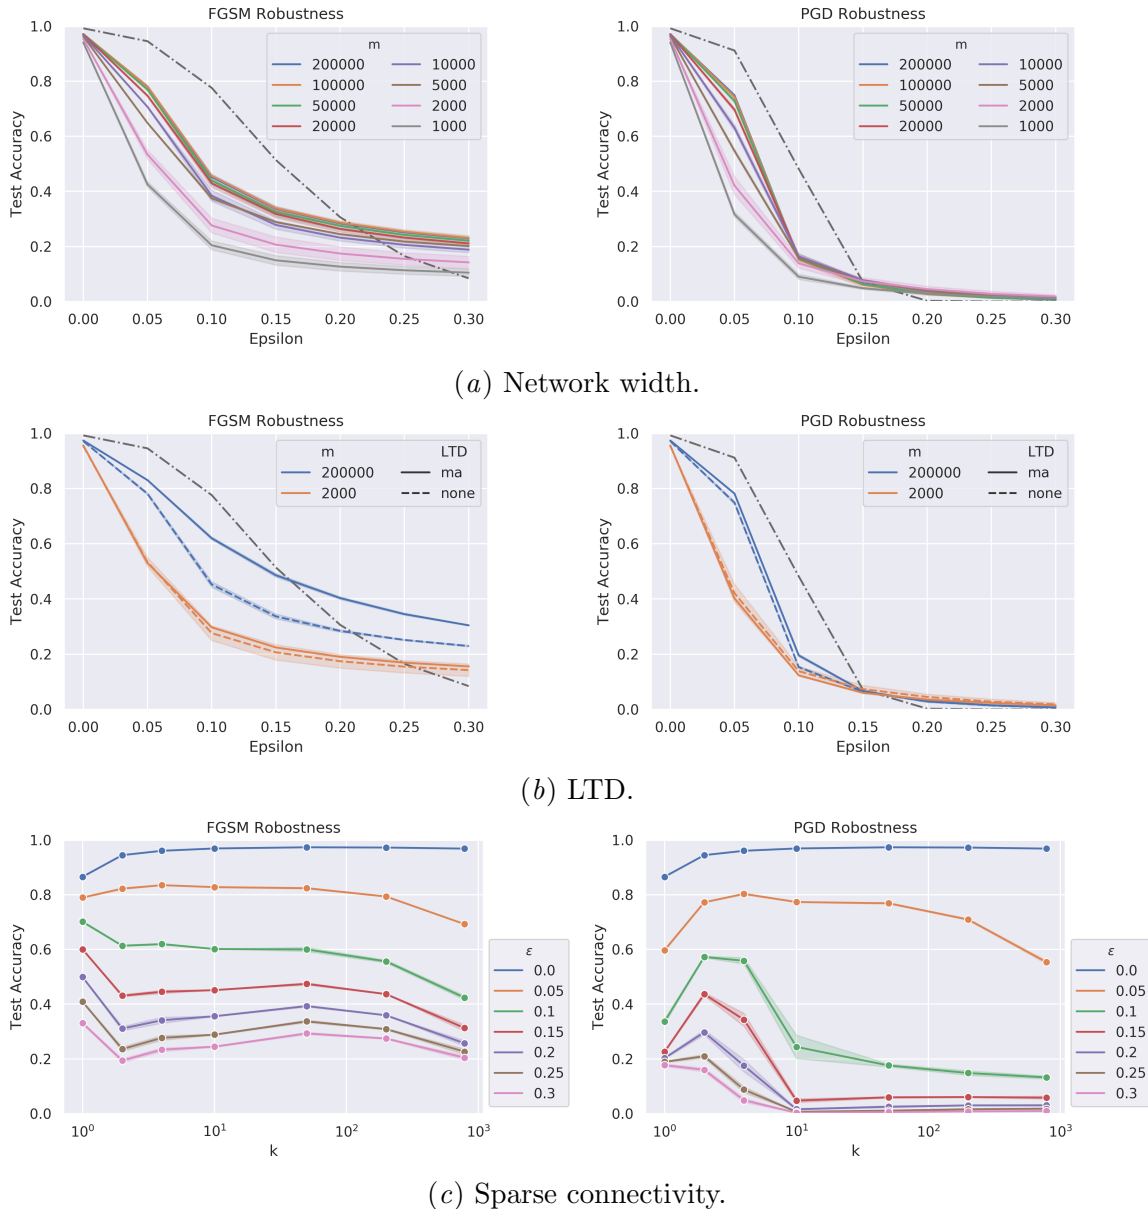 FGSM Robustness
PGD Robustness
1.0
0.8
0.6
0.4
0.2
0.0
Test Accuracy
m
200000
100000
50000
20000
10000
5000
2000
1000
0.00 0.05 0.10 0.15 0.20 0.25 0.30
Epsilon
1.0
0.8
0.6
0.4
0.2
0.0
Test Accuracy
m
200000
100000
50000
20000
10000
5000
2000
1000
0.00 0.05 0.10 0.15 0.20 0.25 0.30
Epsilon
(a) Network width.
FGSM Robustness
PGD Robustness
1.0
0.8
0.6
0.4
0.2
0.0
Test Accuracy
m LTD
200000 ma
2000 none
0.00 0.05 0.10 0.15 0.20 0.25 0.30
Epsilon
1.0
0.8
0.6
0.4
0.2
0.0
Test Accuracy
m LTD
200000 ma
2000 none
0.00 0.05 0.10 0.15 0.20 0.25 0.30
Epsilon
(b) LTD.
FGSM Robostness
PGD Robostness
1.0
0.8
0.6
0.4
0.2
0.0
Test Accuracy
10⁰ 10¹ 10² 10³
k
ε
0.0
0.05
0.1
0.15
0.2
0.25
0.3
1.0
0.8
0.6
0.4
0.2
0.0
Test Accuracy
10⁰ 10¹ 10² 10³
k
ε
0.0
0.05
0.1
0.15
0.2
0.25
0.3
(c) Sparse connectivity.